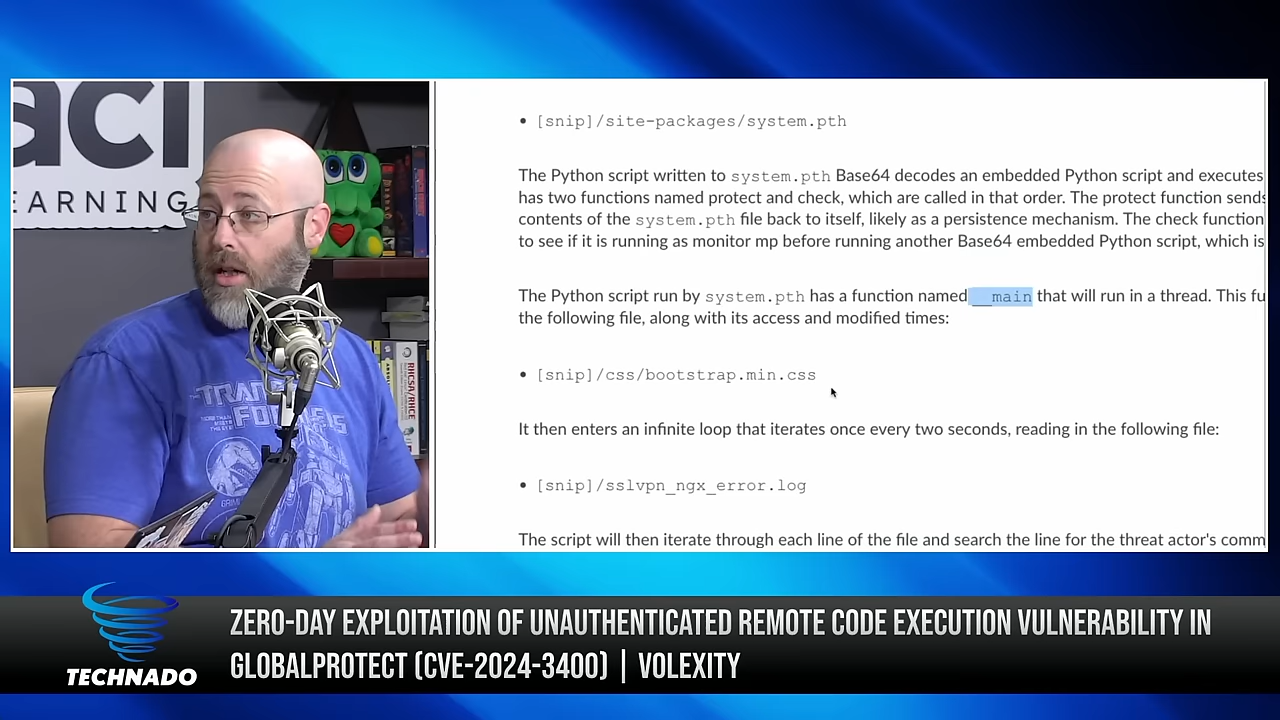 aci
EARNING
TRANS
FORMERS
RHCSA/RHCE
• [snip]/site-packages/system.pth
The Python script written to system.pth Base64 decodes an embedded Python script and executes
has two functions named protect and check, which are called in that order. The protect function sends
contents of the system.pth file back to itself, likely as a persistence mechanism. The check function
to see if it is running as monitor mp before running another Base64 embedded Python script, which is
The Python script run by system.pth has a function named __main that will run in a thread. This fu
the following file, along with its access and modified times:
• [snip]/css/bootstrap.min.css
It then enters an infinite loop that iterates once every two seconds, reading in the following file:
• [snip]/sslvpn_ngx_error.log
The script will then iterate through each line of the file and search the line for the threat actor's comm
TECHNADO
ZERO-DAY EXPLOITATION OF UNAUTHENTICATED REMOTE CODE EXECUTION VULNERABILITY IN
GLOBALPROTECT (CVE-2024-3400) | VOLEXITY